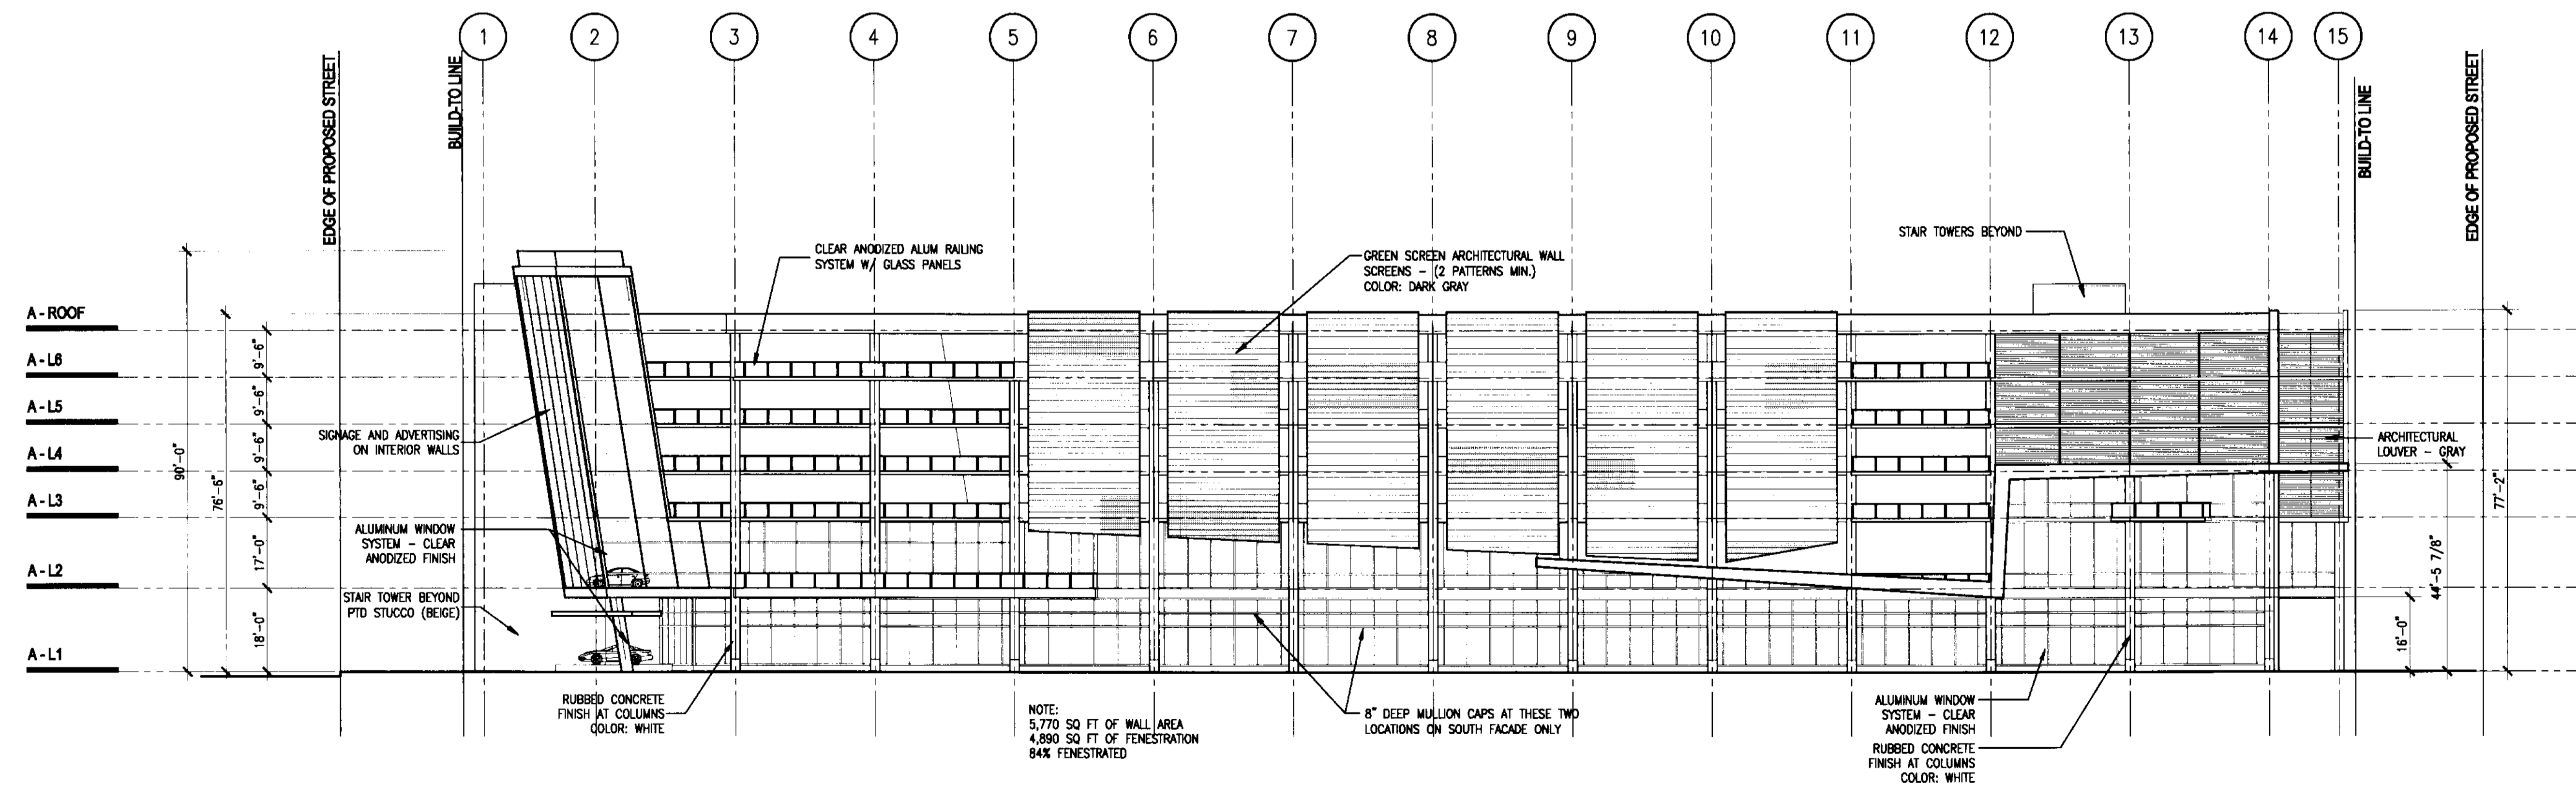 1 2 3 4 5 6 7 8 9 10 11 12 13 14 15
EDGE OF PROPOSED STREET
BUILD-TO LINE
BUILD-TO LINE
EDGE OF PROPOSED STREET
STAIR TOWERS BEYOND
CLEAR ANODIZED ALUM RAILING
SYSTEM W/ GLASS PANELS
GREEN SCREEN ARCHITECTURAL WALL
SCREENS - (2 PATTERNS MIN.)
COLOR: DARK GRAY
A - ROOF
A - L6
A - L5
A - L4
A - L3
A - L2
A - L1
90'-0"
76'-6"
9'-6"
9'-6"
9'-6"
9'-6"
17'-0"
18'-0"
SIGNAGE AND ADVERTISING
ON INTERIOR WALLS
ALUMINUM WINDOW
SYSTEM - CLEAR
ANODIZED FINISH
STAIR TOWER BEYOND
PTD STUCCO (BEIGE)
ARCHITECTURAL
LOUVER - GRAY
77'-2"
44'-5 7/8"
16'-0"
RUBBED CONCRETE
FINISH AT COLUMNS
COLOR: WHITE
NOTE:
5,770 SQ FT OF WALL AREA
4,890 SQ FT OF FENESTRATION
84% FENESTRATED
8" DEEP MULLION CAPS AT THESE TWO
LOCATIONS ON SOUTH FACADE ONLY
ALUMINUM WINDOW
SYSTEM - CLEAR
ANODIZED FINISH
RUBBED CONCRETE
FINISH AT COLUMNS
COLOR: WHITE